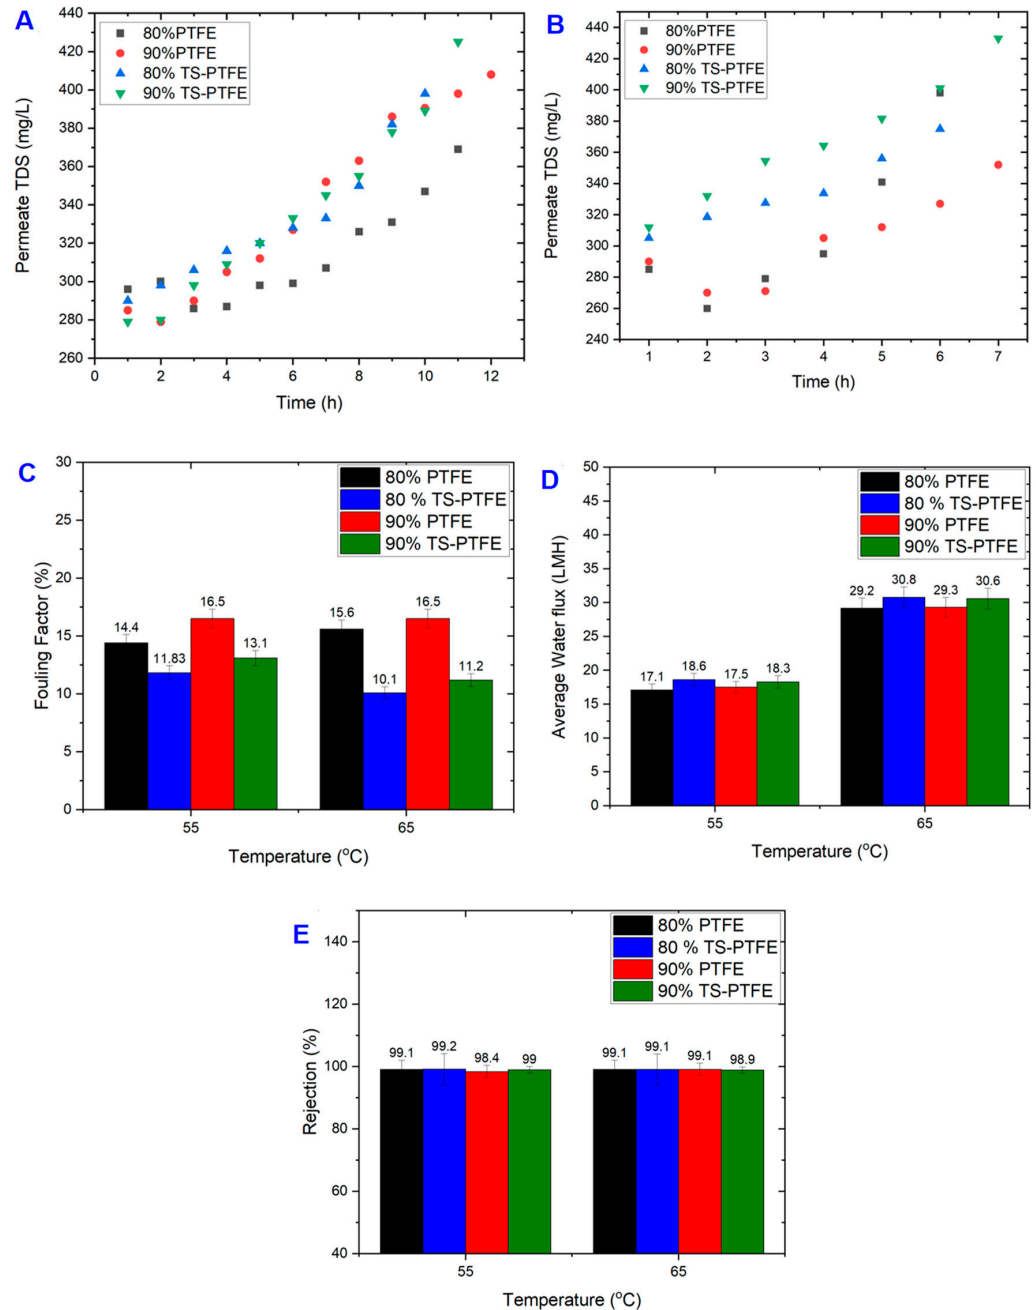 A
80%PTFE
90%PTFE
80% TS-PTFE
90% TS-PTFE
440
420
400
380
360
340
320
300
280
260
Permeate TDS (mg/L)
0 2 4 6 8 10 12
Time (h)
B
80%PTFE
90%PTFE
80% TS-PTFE
90% TS-PTFE
440
420
400
380
360
340
320
300
280
260
240
Permeate TDS (mg/L)
1 2 3 4 5 6 7
Time (h)
C
80% PTFE
80 % TS-PTFE
90% PTFE
90% TS-PTFE
30
25
20
15
10
5
0
Fouling Factor (%)
14.4 11.83 16.5 13.1 15.6 10.1 16.5 11.2
55 65
Temperature (°C)
D
80% PTFE
80 % TS-PTFE
90% PTFE
90% TS-PTFE
50
45
40
35
30
25
20
15
10
5
0
Average Water flux (LMH)
17.1 18.6 17.5 18.3 29.2 30.8 29.3 30.6
55 65
Temperature (°C)
E
80% PTFE
80 % TS-PTFE
90% PTFE
90% TS-PTFE
140
120
100
80
60
40
Rejection (%)
99.1 99.2 98.4 99 99.1 99.1 99.1 98.9
55 65
Temperature (°C)